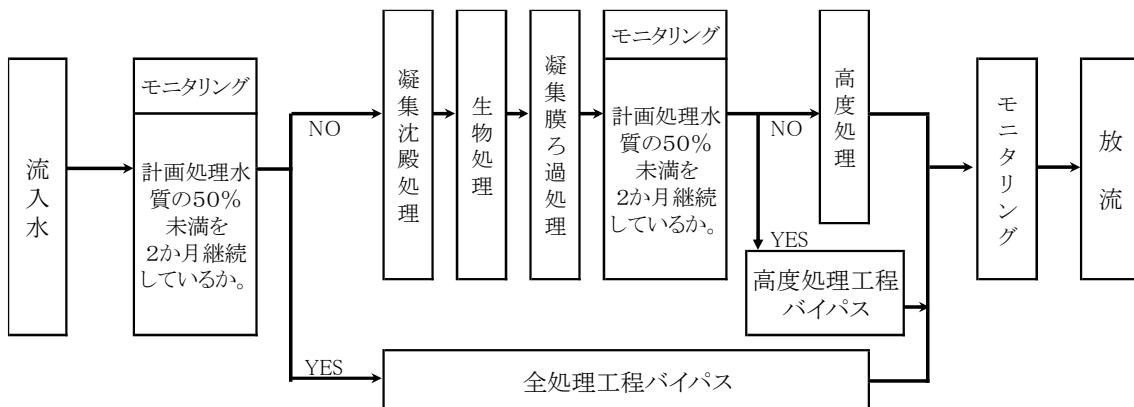 流入水
モニタリング
計画処理水
質の50%
未満を
2か月継続
しているか。
NO
YES
凝集沈殿処理
生物処理
凝集膜ろ過処理
モニタリング
計画処理水
質の50%
未満を
2か月継続
しているか。
NO
YES
高度処理
高度処理工程
バイパス
全処理工程バイパス
モニタリング
放流